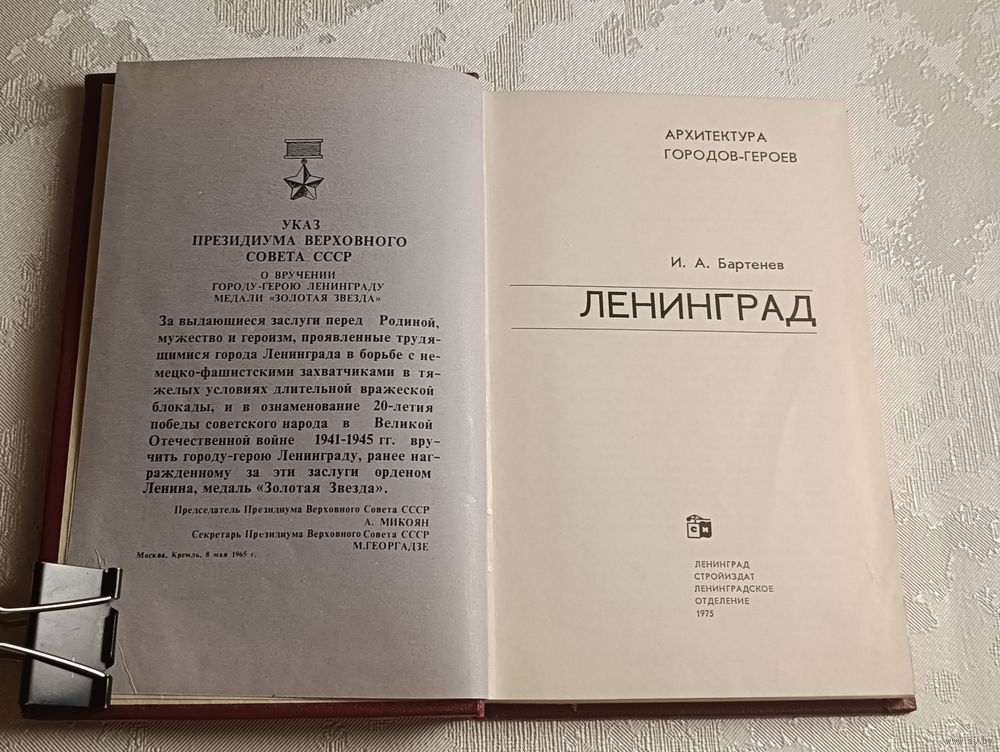 УКАЗ
ПРЕЗИДИУМА ВЕРХОВНОГО
СОВЕТА СССР
О ВРУЧЕНИИ
ГОРОДУ-ГЕРОЮ ЛЕНИНГРАДУ
МЕДАЛИ «ЗОЛОТАЯ ЗВЕЗДА»
За выдающиеся заслуги перед Родиной,
мужество и героизм, проявленные трудя-
щимися города Ленинграда в борьбе с не-
мецко-фашистскими захватчиками в тя-
желых условиях длительной вражеской
блокады, и в ознаменование 20-летия
победы советского народа в Великой
Отечественной войне 1941-1945 гг. вру-
чить городу-герою Ленинграду, ранее наг-
ражденному за эти заслуги орденом
Ленина, медаль «Золотая Звезда».
Председатель Президиума Верховного Совета СССР
А. МИКОЯН
Секретарь Президиума Верховного Совета СССР
М.ГЕОРГАДЗЕ
Москва, Кремль, 8 мая 1965 г.
АРХИТЕКТУРА
ГОРОДОВ-ГЕРОЕВ
И. А. Бартенев
ЛЕНИНГРАД
С И
ЛЕНИНГРАД
СТРОЙИЗДАТ
ЛЕНИНГРАДСКОЕ
ОТДЕЛЕНИЕ
1975
www.ay.by